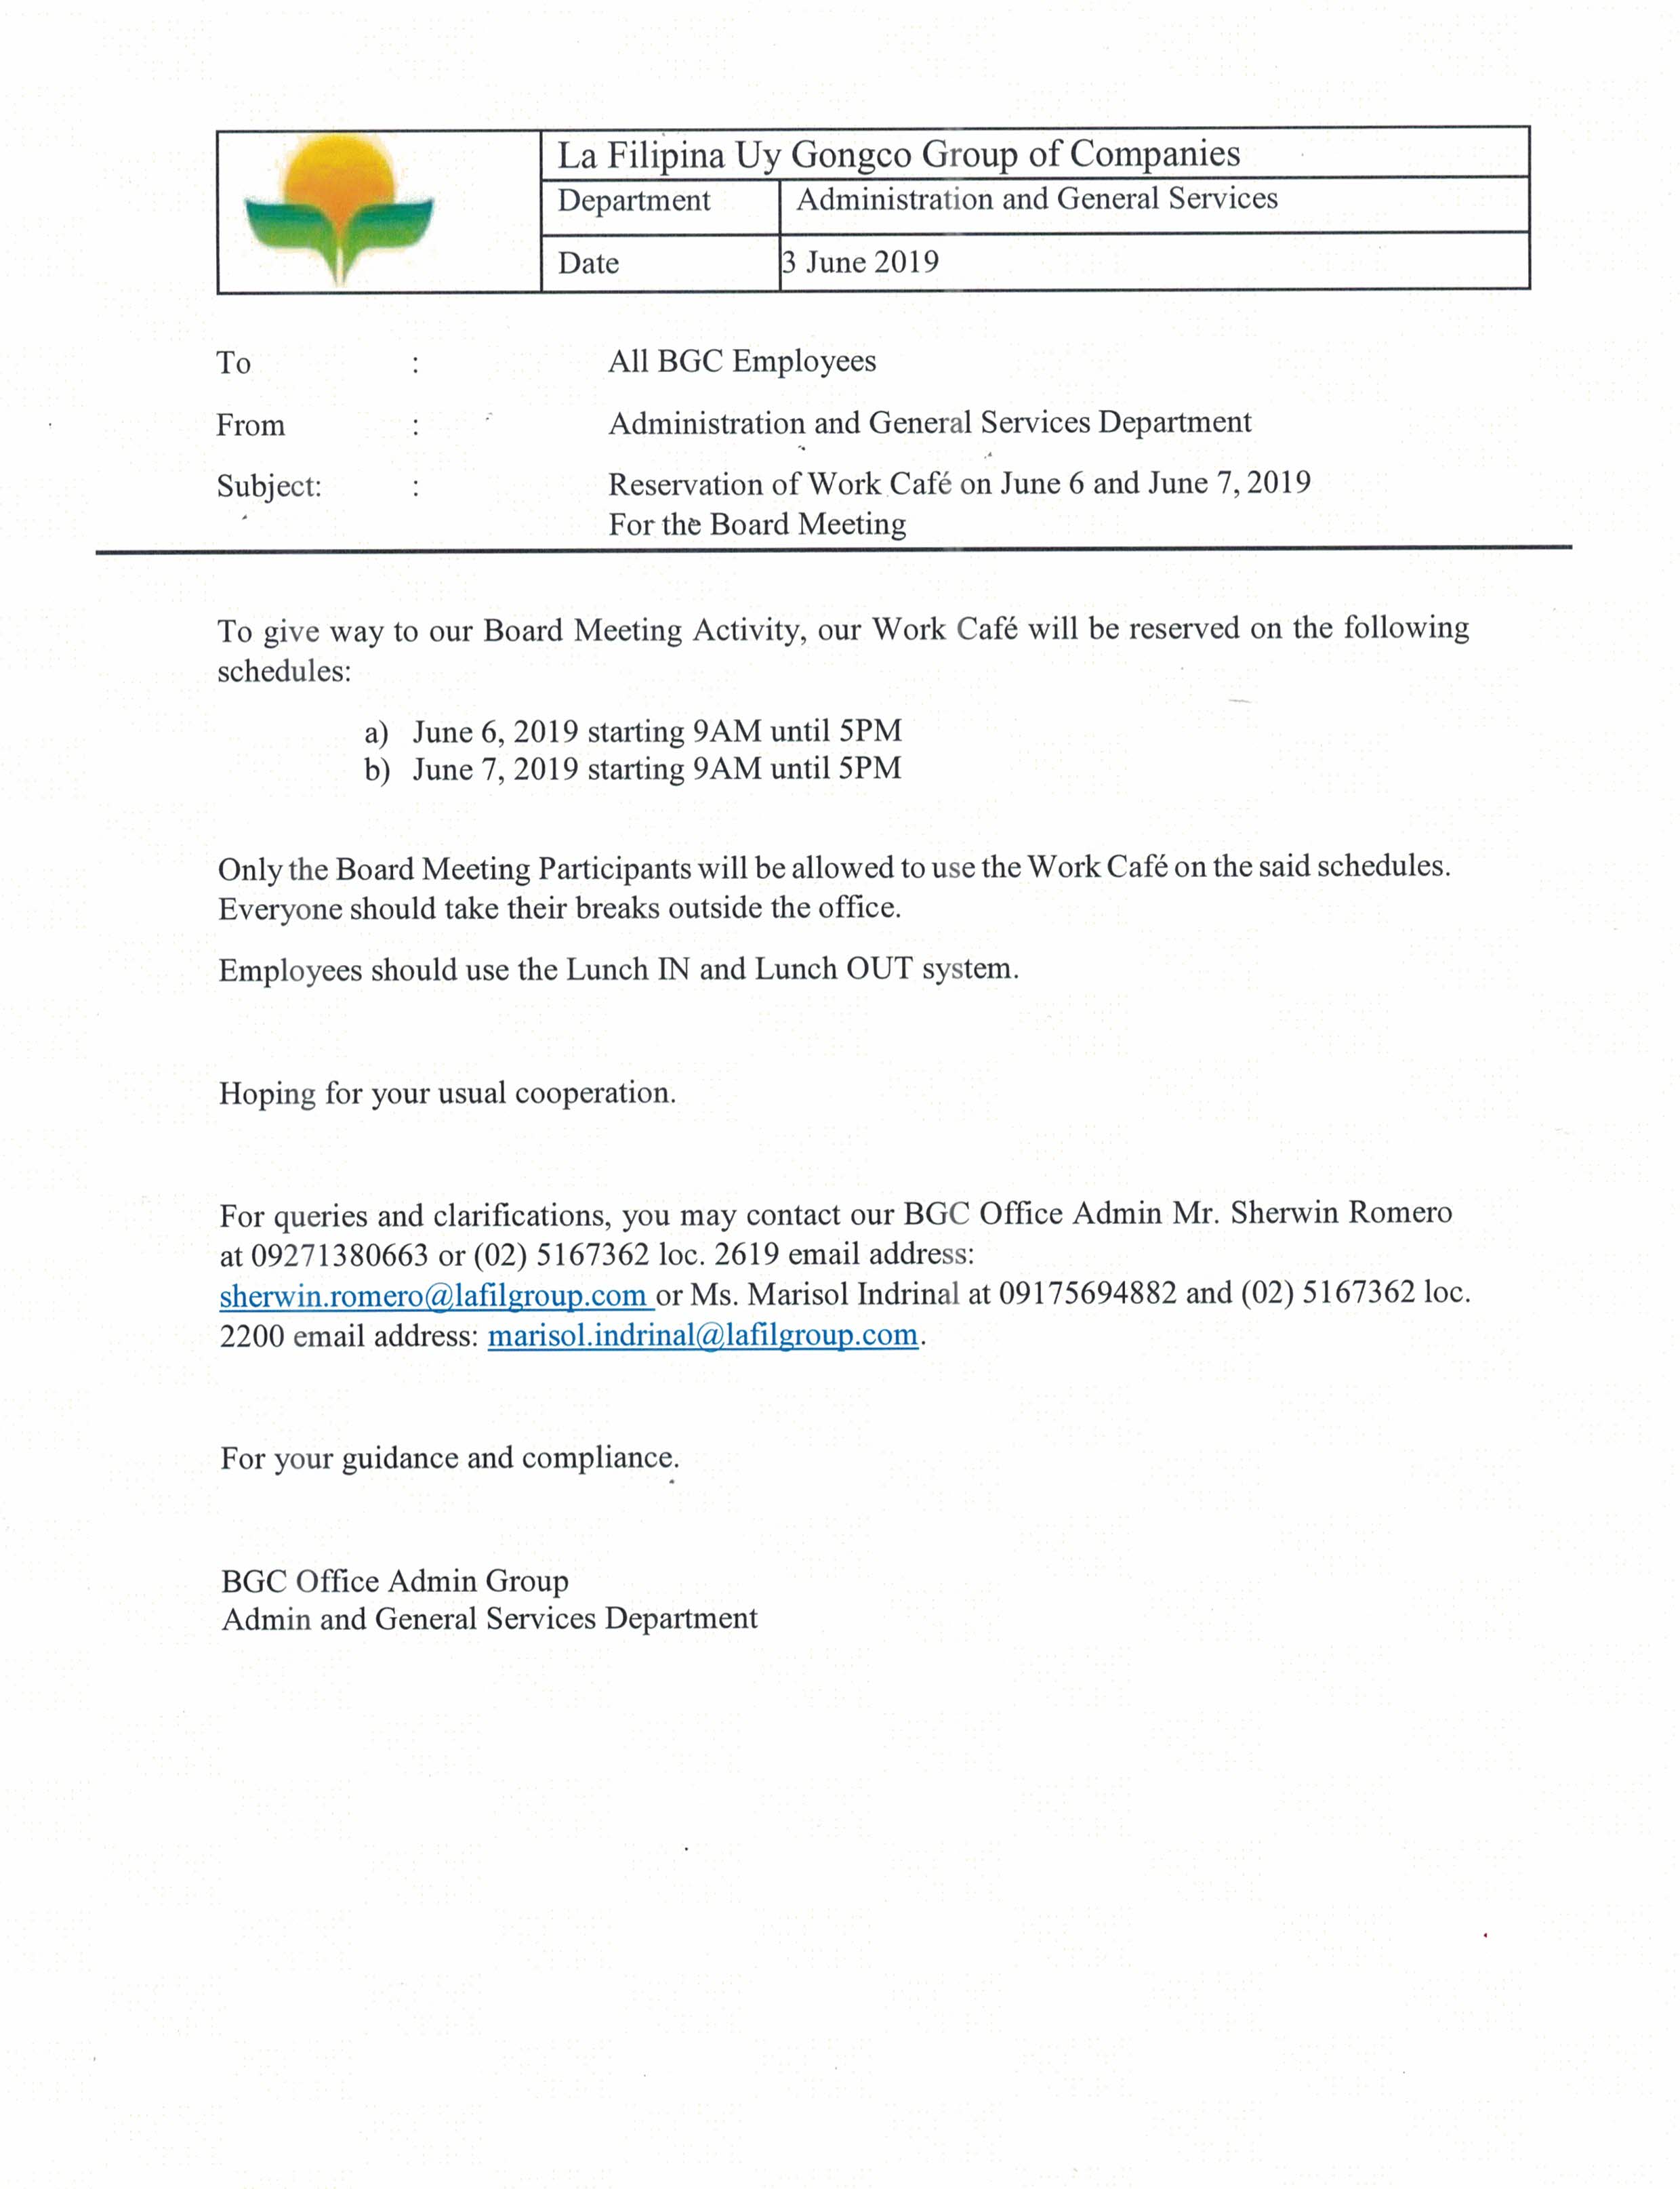 La Filipina Uy Gongco Group of Companies
Department Administration and General Services
Date 3 June 2019
To : All BGC Employees
From : Administration and General Services Department
Subject: : Reservation of Work Café on June 6 and June 7, 2019
For the Board Meeting
To give way to our Board Meeting Activity, our Work Café will be reserved on the following
schedules:
a) June 6, 2019 starting 9AM until 5PM
b) June 7, 2019 starting 9AM until 5PM
Only the Board Meeting Participants will be allowed to use the Work Café on the said schedules.
Everyone should take their breaks outside the office.
Employees should use the Lunch IN and Lunch OUT system.
Hoping for your usual cooperation.
For queries and clarifications, you may contact our BGC Office Admin Mr. Sherwin Romero
at 09271380663 or (02) 5167362 loc. 2619 email address:
sherwin.romero@lafilgroup.com or Ms. Marisol Indrinal at 09175694882 and (02) 5167362 loc.
2200 email address: marisol.indrinal@lafilgroup.com.
For your guidance and compliance.
BGC Office Admin Group
Admin and General Services Department